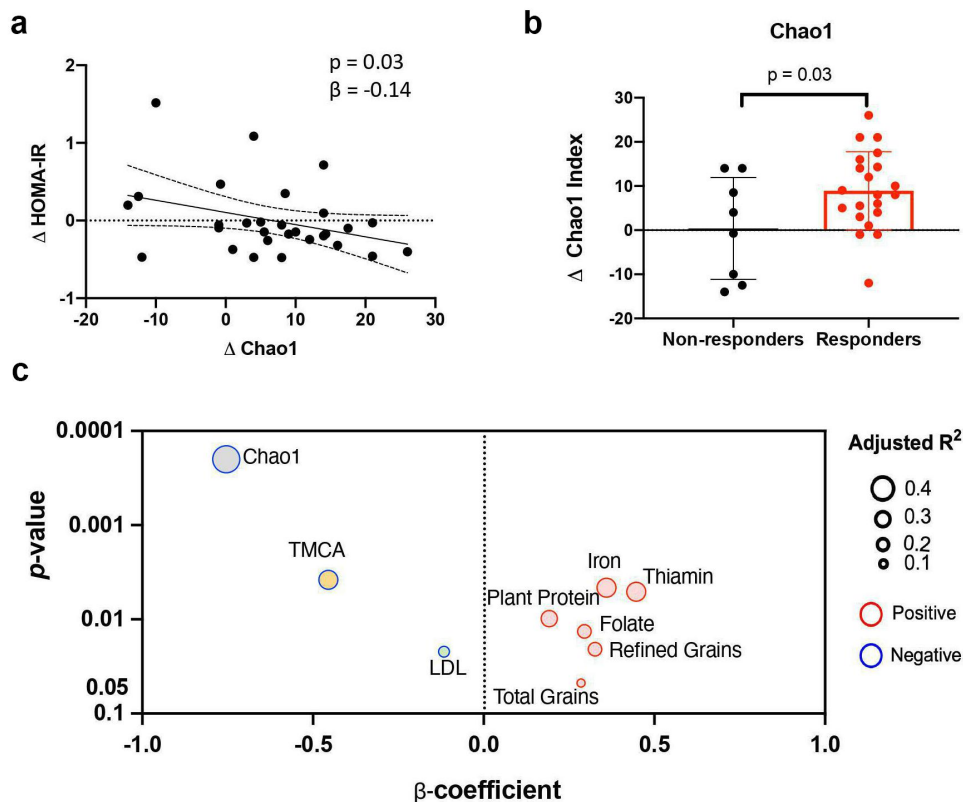 a
p = 0.03
β = -0.14
2
1
0
-1
Δ HOMA-IR
-20
-10
0
10
20
30
Δ Chao1
b
Chao1
p = 0.03
30
20
10
0
-10
-20
Δ Chao1 Index
Non-responders
Responders
c
0.0001
0.001
0.01
0.05
0.1
p-value
Chao1
TMCA
LDL
Iron
Thiamin
Plant Protein
Folate
Refined Grains
Total Grains
-1.0
-0.5
0.0
0.5
1.0
β-coefficient
Adjusted R²
0.4
0.3
0.2
0.1
Positive
Negative